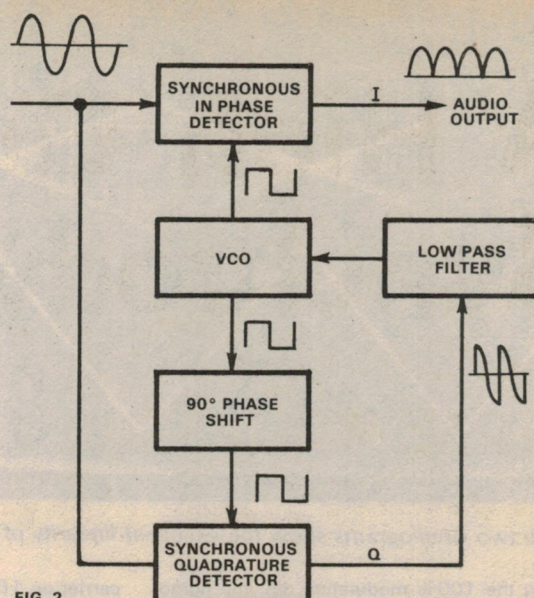 SYNCHRONOUS
IN PHASE
DETECTOR
I
AUDIO
OUTPUT
VCO
LOW PASS
FILTER
90° PHASE
SHIFT
SYNCHRONOUS
QUADRATURE
DETECTOR
Q
FIG. 2